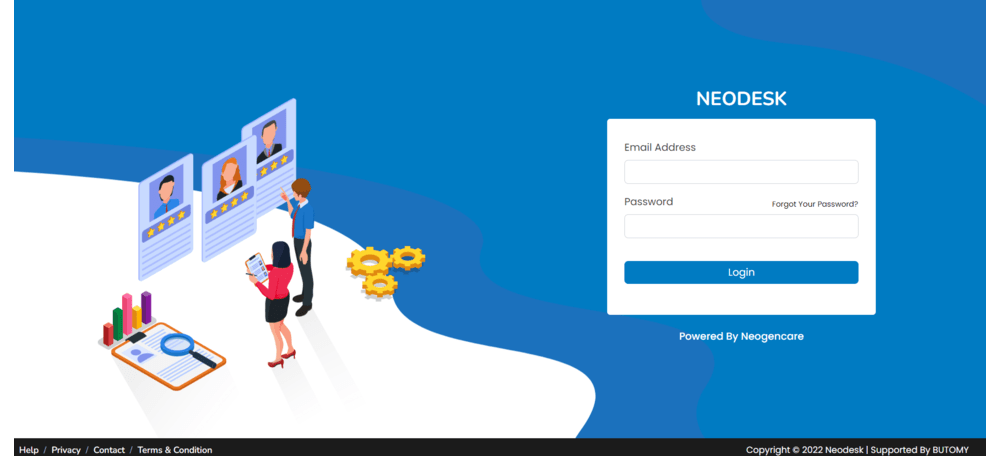 NEODESK
Email Address
Password
Forgot Your Password?
Login
Powered By Neogencare
Help / Privacy / Contact / Terms & Condition
Copyright © 2022 Neodesk | Supported By BUTOMY